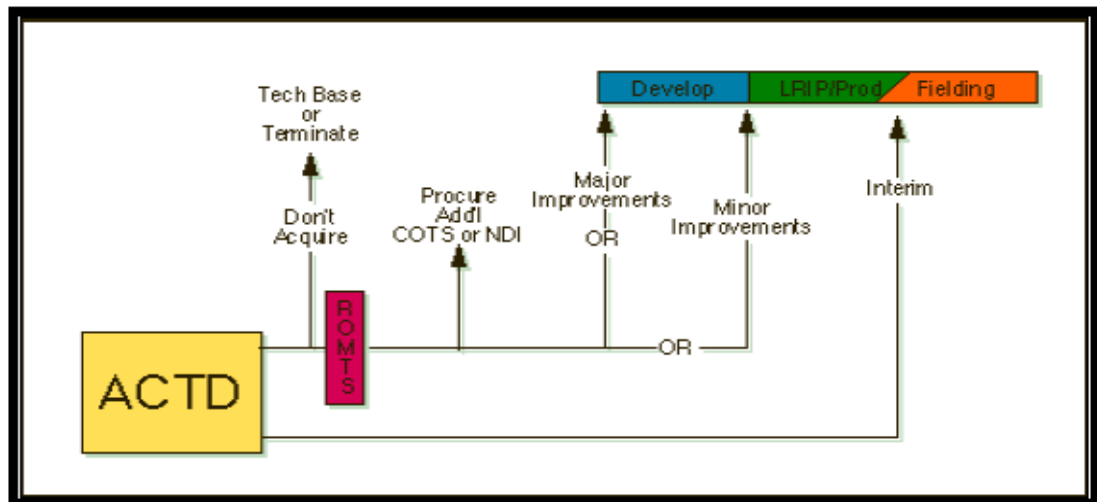 Develop
LRIP/Prod
Fielding
Tech Base
or
Terminate
Don't
Acquire
Procure
Add'l
COTS or NDI
Major
Improvements
OR
Minor
Improvements
Interim
ROMTS
OR
ACTD